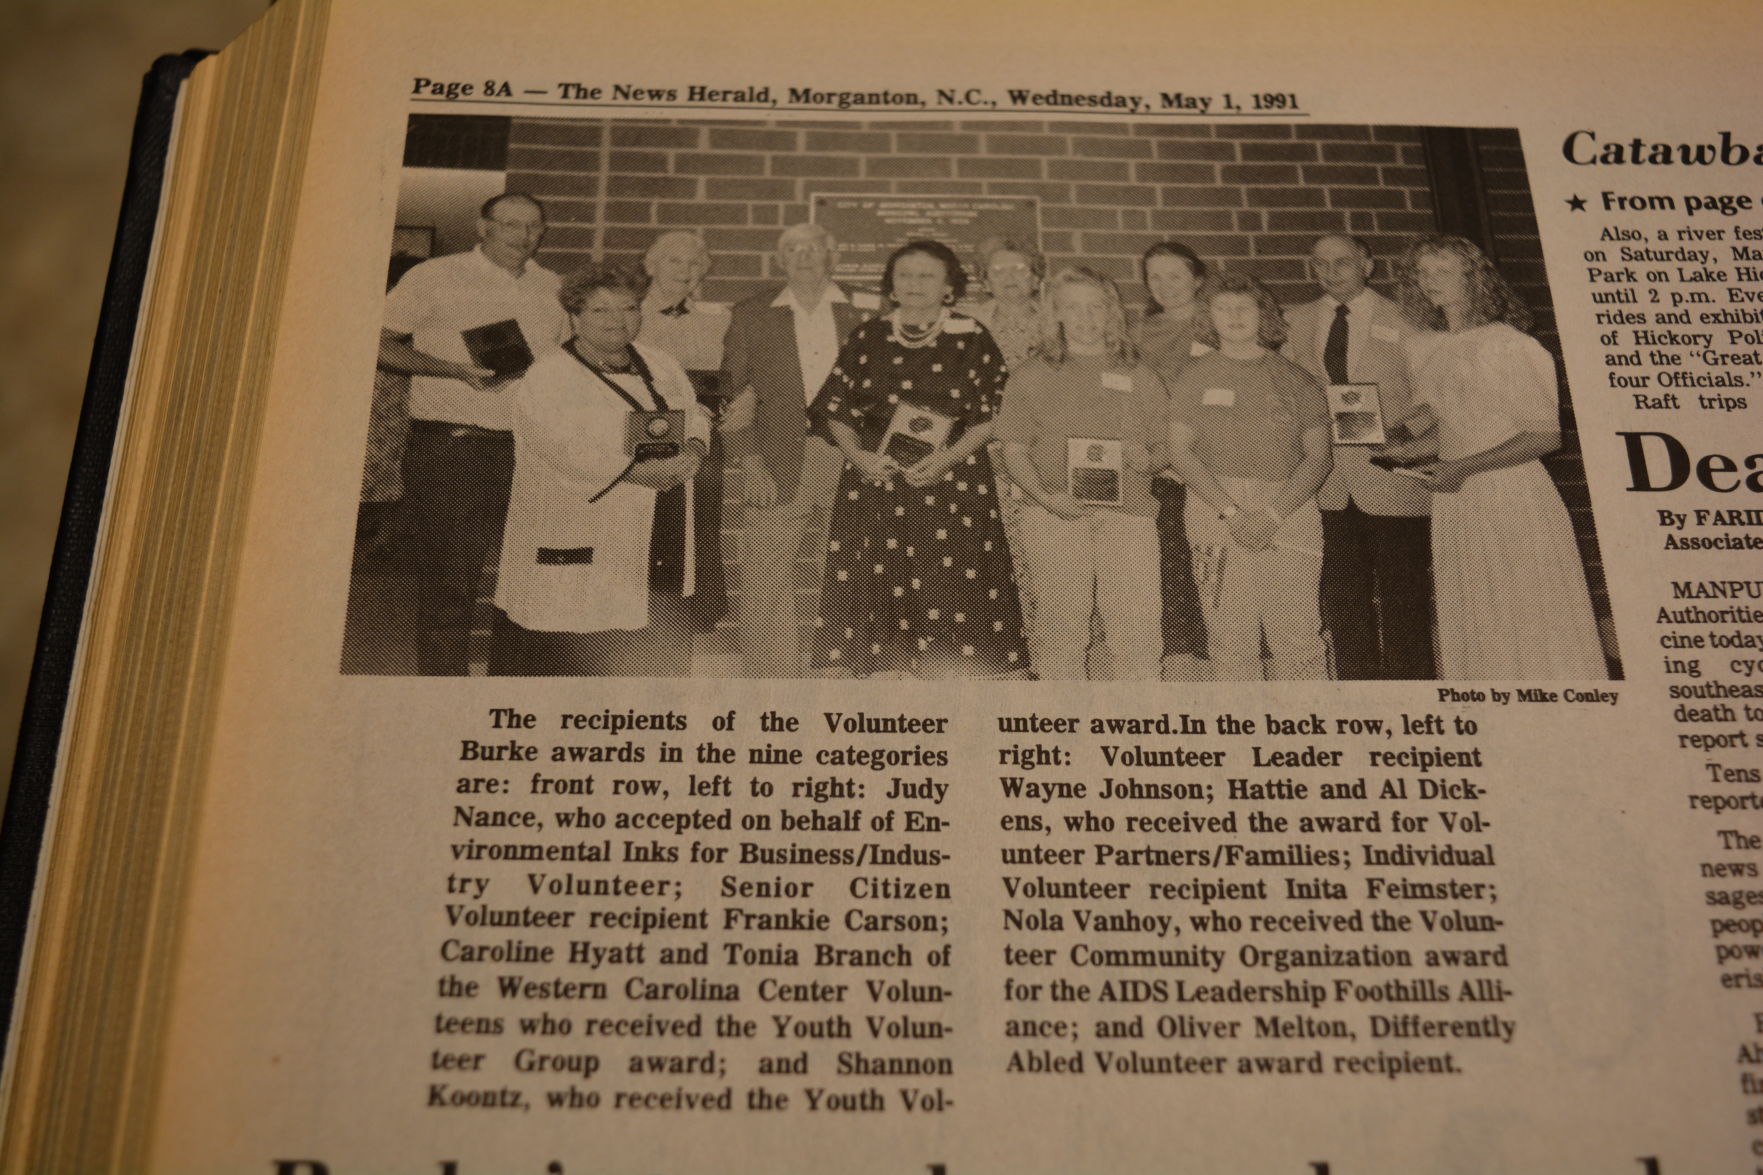 Page 8A — The News Herald, Morganton, N.C., Wednesday, May 1, 1991
Photo by Mike Conley
The recipients of the Volunteer
Burke awards in the nine categories
are: front row, left to right: Judy
Nance, who accepted on behalf of En-
vironmental Inks for Business/Indus-
try Volunteer; Senior Citizen
Volunteer recipient Frankie Carson;
Caroline Hyatt and Tonia Branch of
the Western Carolina Center Volun-
teens who received the Youth Volun-
teer Group award; and Shannon
Koontz, who received the Youth Vol-
unteer award.In the back row, left to
right: Volunteer Leader recipient
Wayne Johnson; Hattie and Al Dick-
ens, who received the award for Vol-
unteer Partners/Families; Individual
Volunteer recipient Inita Feimster;
Nola Vanhoy, who received the Volun-
teer Community Organization award
for the AIDS Leadership Foothills Alli-
ance; and Oliver Melton, Differently
Abled Volunteer award recipient.
Catawba
★ From page
Also, a river fes
on Saturday, Ma
Park on Lake Hic
until 2 p.m. Eve
rides and exhibit
of Hickory Pol
and the "Great
four Officials."
Raft trips
Dea
By FARID
Associate
MANPU
Authoritie
cine today
ing cyc
southeas
death to
report s
Tens
reporte
The
news
sages
peop
pow
eris